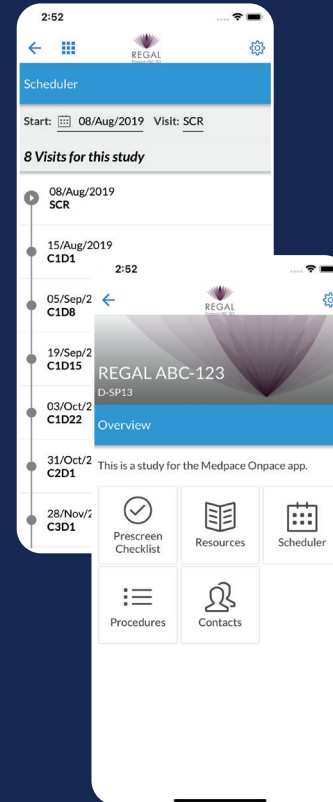 2:52
REGAL
Scheduler
Start: 08/Aug/2019 Visit: SCR
8 Visits for this study
08/Aug/2019
SCR
15/Aug/2019
C1D1
05/Sep/2
C1D8
19/Sep/2
C1D15
03/Oct/2
C1D22
31/Oct/2
C2D1
28/Nov/2
C3D1
2:52
REGAL
REGAL ABC-123
D-SP13
Overview
This is a study for the Medpace Onpace app.
Prescreen
Checklist
Resources
Scheduler
Procedures
Contacts